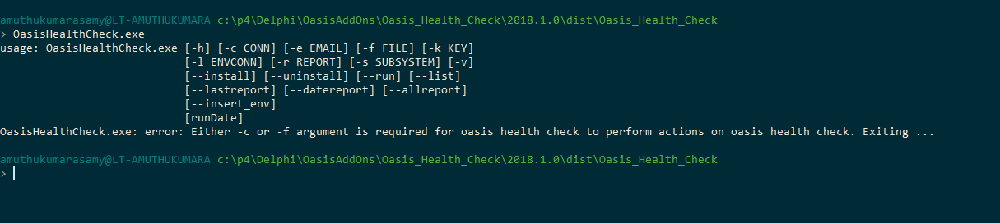 amuthukumarasamy@LT-AMUTHUKUMARA c:\p4\Delphi\OasisAddOns\Oasis_Health_Check\2018.1.0\dist\Oasis_Health_Check
> OasisHealthCheck.exe
usage: OasisHealthCheck.exe [-h] [-c CONN] [-e EMAIL] [-f FILE] [-k KEY]
[-l ENVCONN] [-r REPORT] [-s SUBSYSTEM] [-v]
[--install] [--uninstall] [--run] [--list]
[--lastreport] [--datereport] [--allreport]
[--insert_env]
[runDate]
OasisHealthCheck.exe: error: Either -c or -f argument is required for oasis health check to perform actions on oasis health check. Exiting ...
amuthukumarasamy@LT-AMUTHUKUMARA c:\p4\Delphi\OasisAddOns\Oasis_Health_Check\2018.1.0\dist\Oasis_Health_Check
>